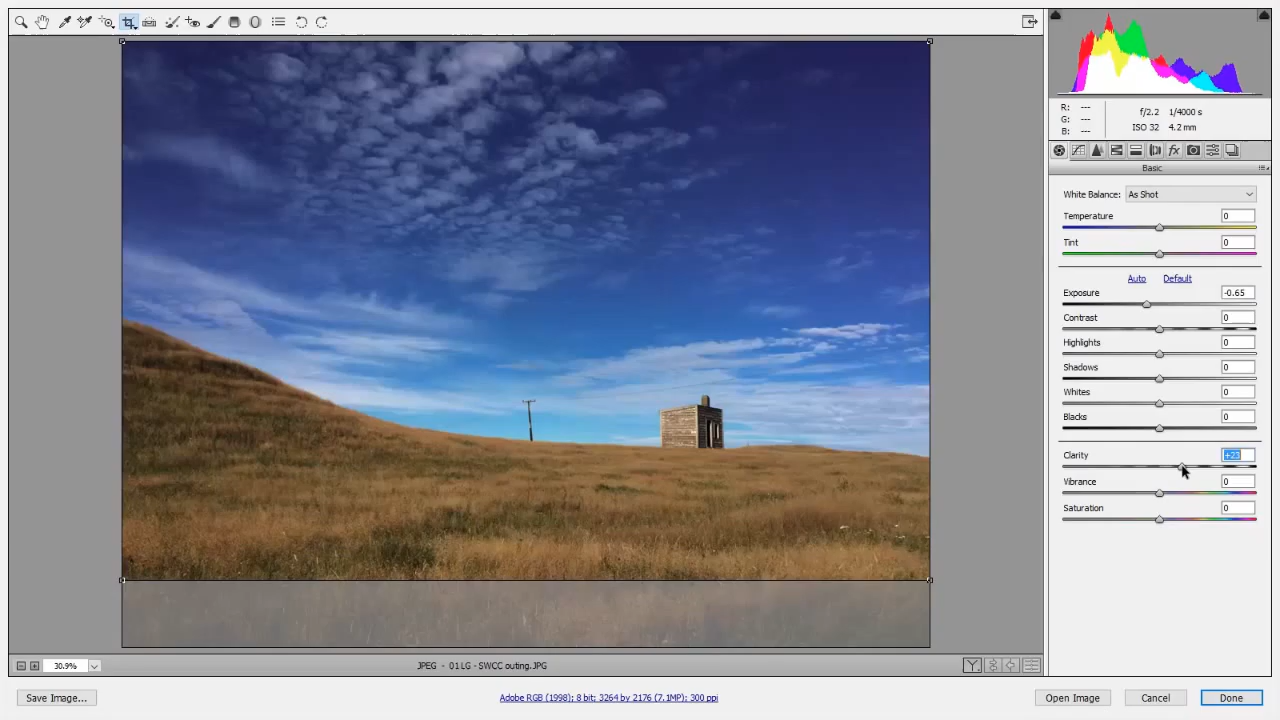 R: ---
G: ---
B: ---
f/2.2 1/4000 s
ISO 32 4.2 mm
fx
Basic
White Balance: As Shot
Temperature 0
Tint 0
Auto Default
Exposure -0.65
Contrast 0
Highlights 0
Shadows 0
Whites 0
Blacks 0
Clarity +23
Vibrance 0
Saturation 0
30.9% JPEG - 01 LG - SWCC outing.JPG Y
Save Image... Adobe RGB (1998); 8 bit; 3264 by 2176 (7.1MP); 300 ppi Open Image Cancel Done